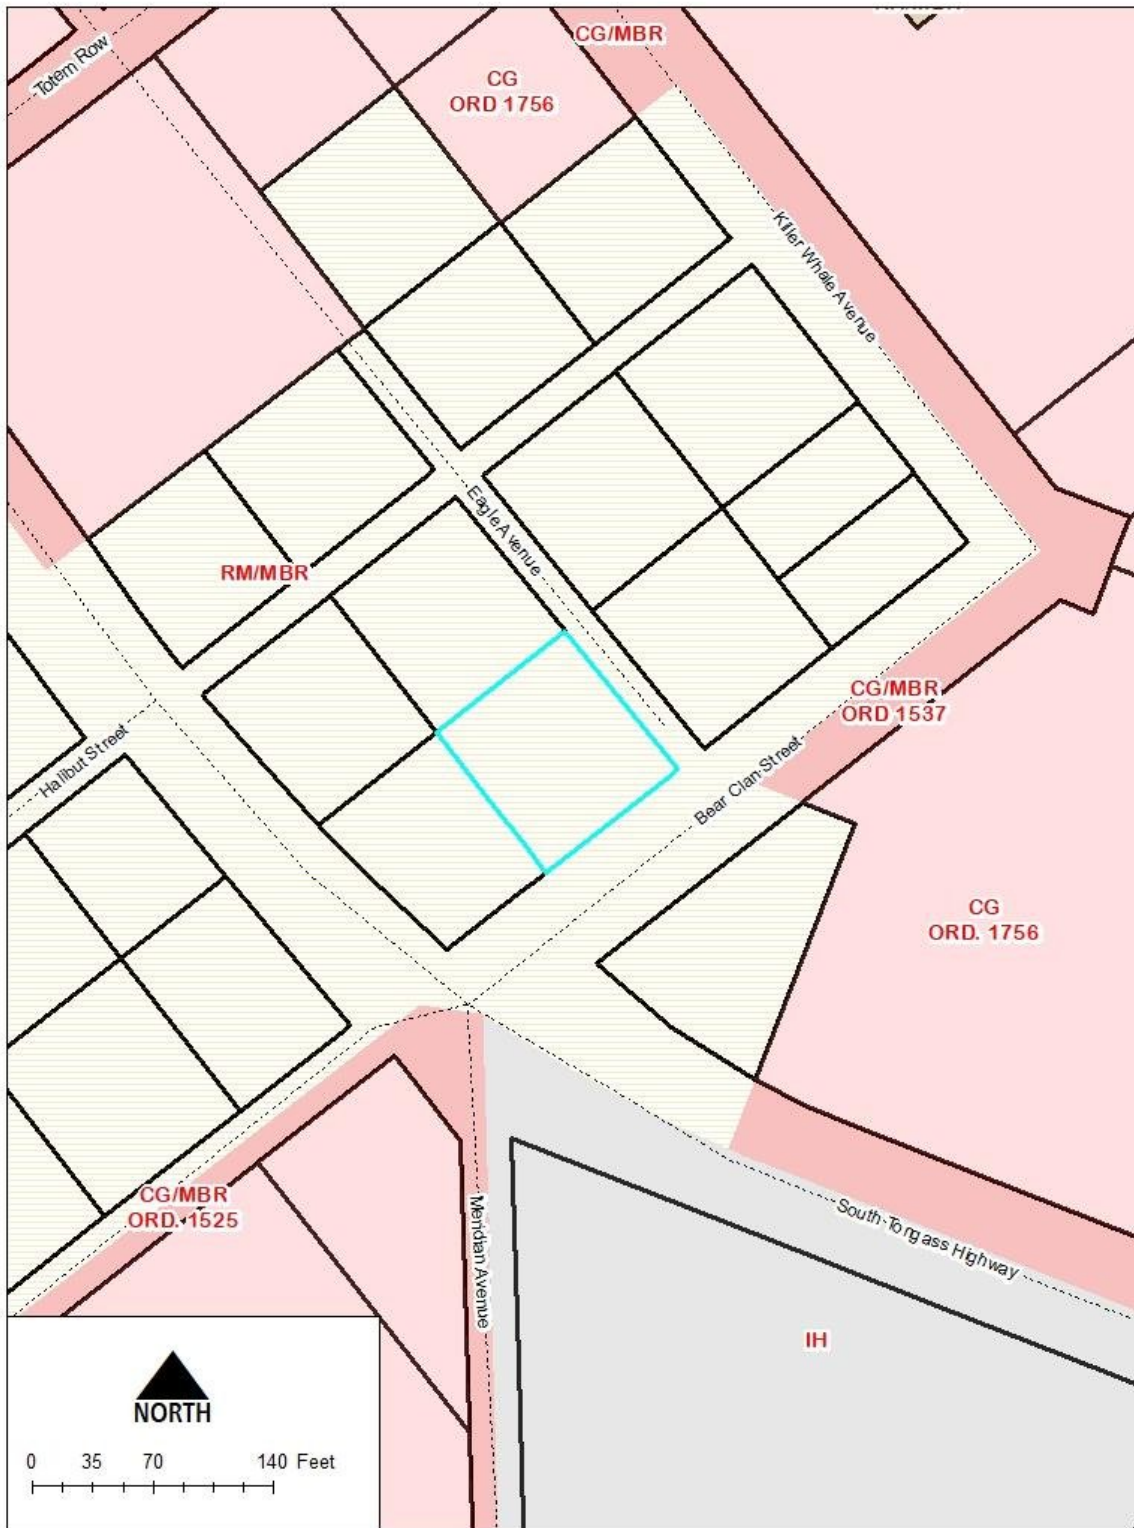 CG/MBR
Totem Row
CG
ORD 1756
Killer Whale Avenue
Eagle Avenue
RM/MBR
CG/MBR
ORD 1537
Halibut Street
Bear Clan Street
CG
ORD. 1756
CG/MBR
ORD. 1525
Meridian Avenue
South Tongass Highway
IH
NORTH
0 35 70 140 Feet